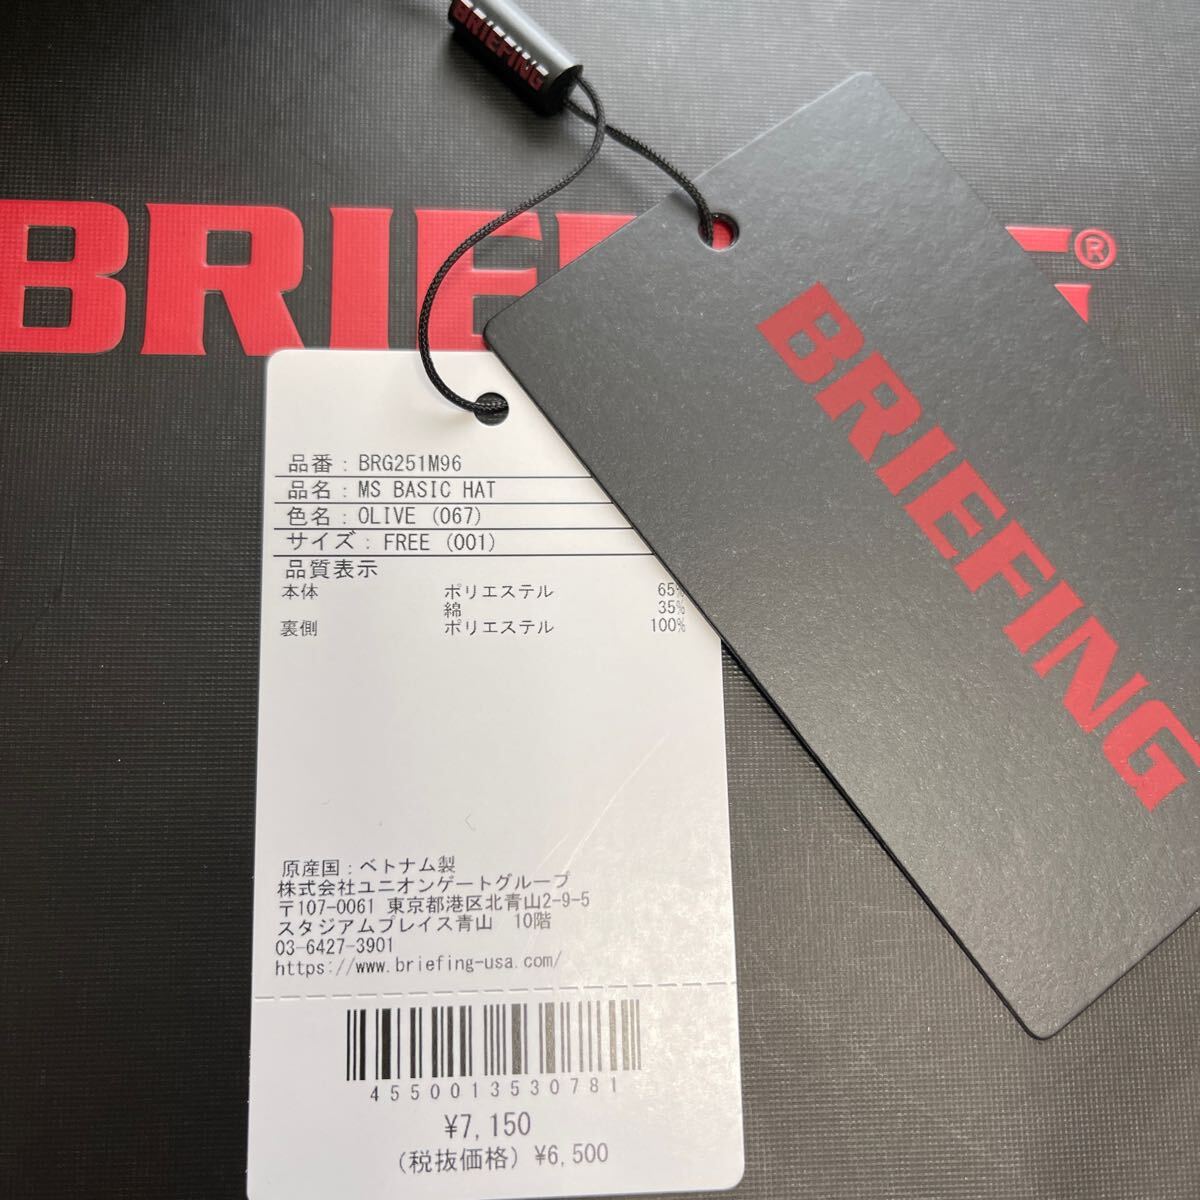 BRIEFING
BRIEF
®
BRIEFING
品番：BRG251M96
品名：MS BASIC HAT
色名：OLIVE (067)
サイズ：FREE (001)
品質表示
本体 ポリエステル 65%
綿 35%
裏側 ポリエステル 100%
原産国：ベトナム製
株式会社ユニオンゲートグループ
〒107-0061 東京都港区北青山2-9-5
スタジアムプレイス青山 10階
03-6427-3901
https://www.briefing-usa.com/
4550013530781
¥7,150
(税抜価格) ¥6,500